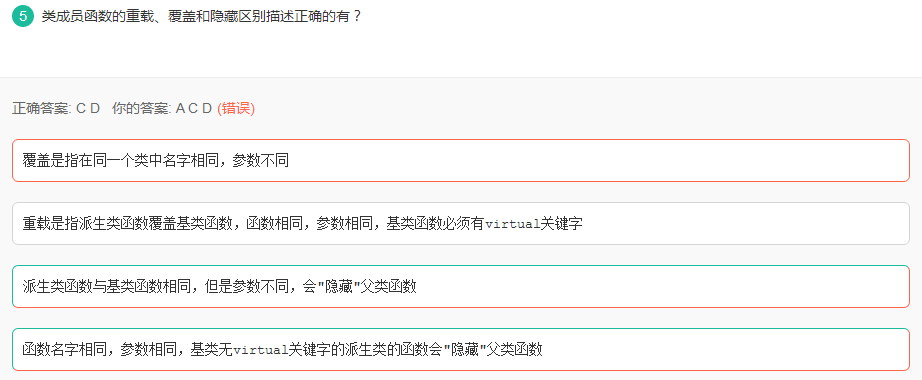 5 类成员函数的重载、覆盖和隐藏区别描述正确的有？
正确答案: C D 你的答案: A C D (错误)
覆盖是指在同一个类中名字相同，参数不同
重载是指派生类函数覆盖基类函数，函数相同，参数相同，基类函数必须有virtual关键字
派生类函数与基类函数相同，但是参数不同，会"隐藏"父类函数
函数名字相同，参数相同，基类无virtual关键字的派生类的函数会"隐藏"父类函数